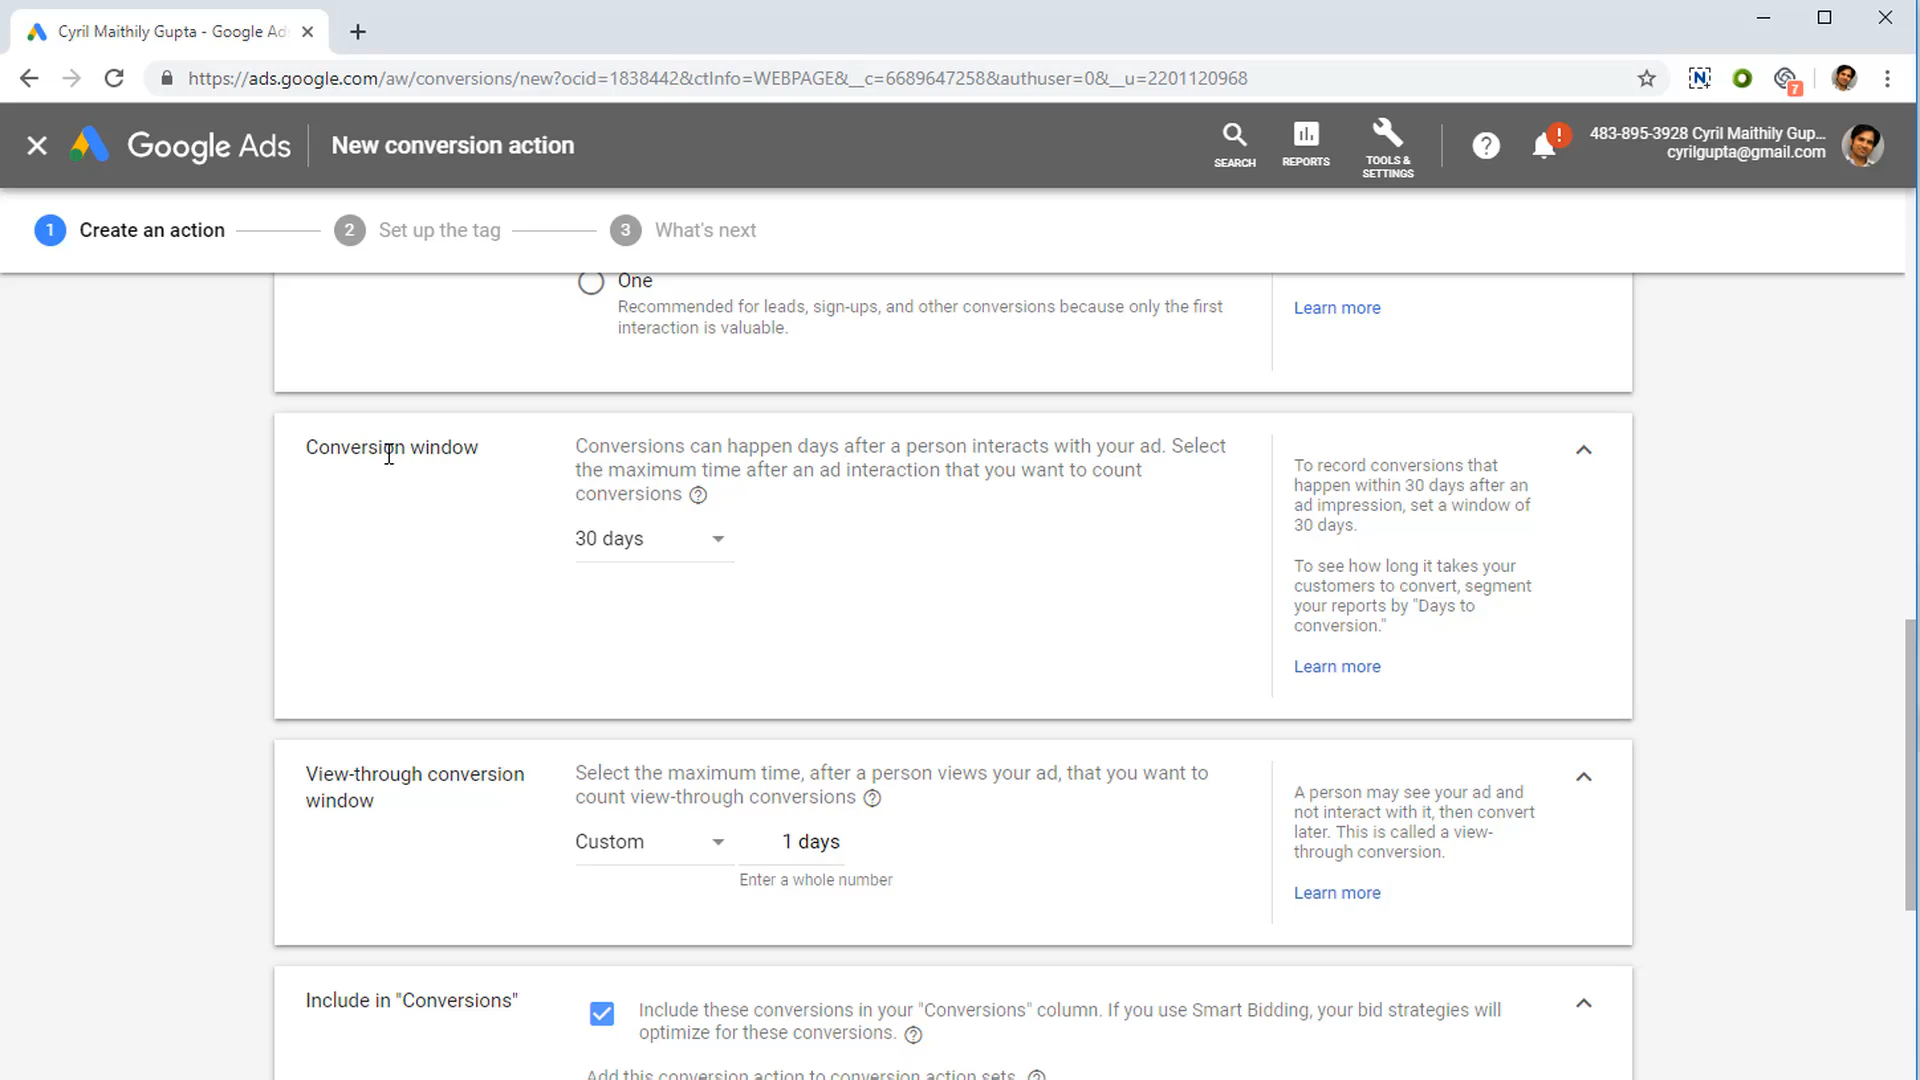 Cyril Maithily Gupta - Google Ad
https://ads.google.com/aw/conversions/new?ocid=1838442&ctInfo=WEBPAGE&__c=6689647258&authuser=0&__u=2201120968
7
Google Ads
New conversion action
SEARCH
REPORTS
TOOLS &
SETTINGS
?
!
483-895-3928 Cyril Maithily Gup...
cyrilgupta@gmail.com
1 Create an action
2 Set up the tag
3 What's next
One
Recommended for leads, sign-ups, and other conversions because only the first
interaction is valuable.
Learn more
Conversion window
Conversions can happen days after a person interacts with your ad. Select
the maximum time after an ad interaction that you want to count
conversions ?
30 days
To record conversions that
happen within 30 days after an
ad impression, set a window of
30 days.
To see how long it takes your
customers to convert, segment
your reports by "Days to
conversion."
Learn more
View-through conversion
window
Select the maximum time, after a person views your ad, that you want to
count view-through conversions ?
Custom
1 days
Enter a whole number
A person may see your ad and
not interact with it, then convert
later. This is called a view-
through conversion.
Learn more
Include in "Conversions"
Include these conversions in your "Conversions" column. If you use Smart Bidding, your bid strategies will
optimize for these conversions. ?
Add this conversion action to conversion action sets ?